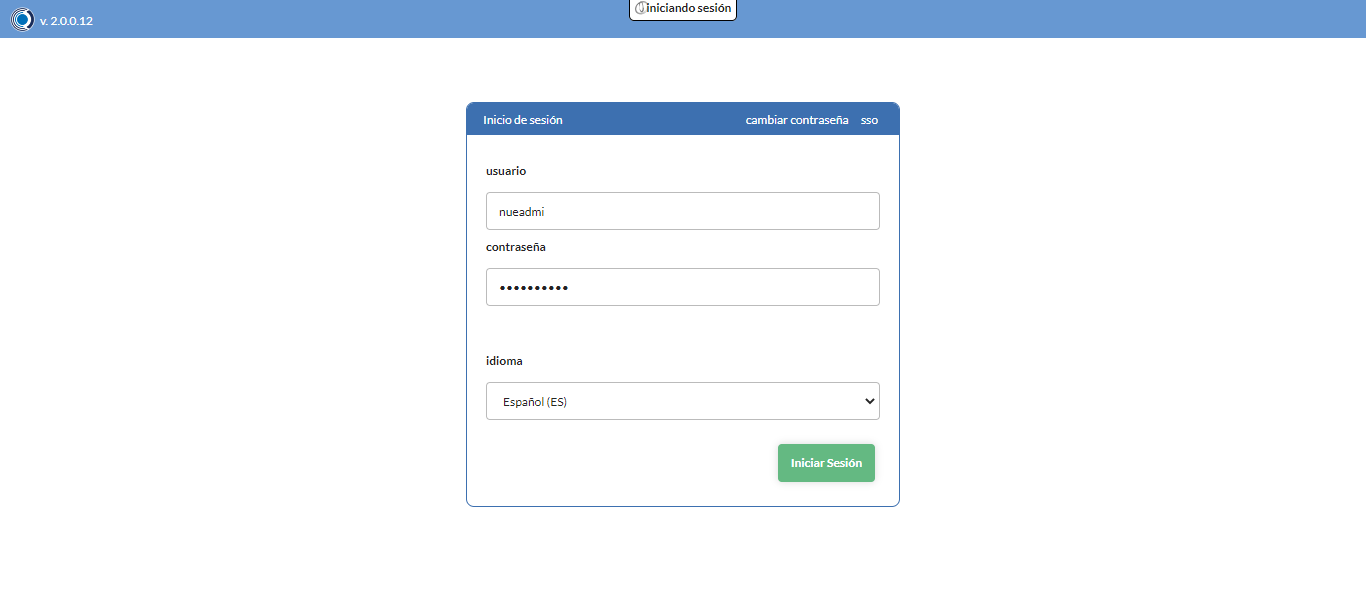 v. 2.0.0.12
iniciando sesión
Inicio de sesión cambiar contraseña sso
usuario
nueadmi
contraseña
••••••••••
idioma
Español (ES)
Iniciar Sesión